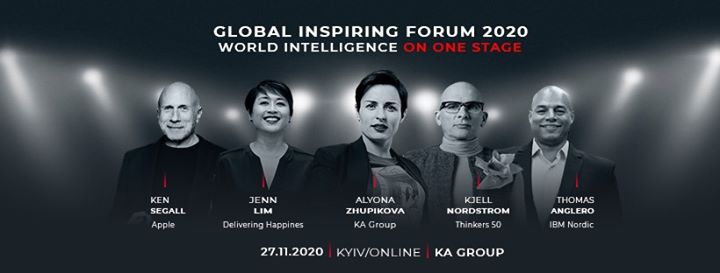 GLOBAL INSPIRING FORUM 2020
WORLD INTELLIGENCE ON ONE STAGE
KEN
SEGALL
Apple
JENN
LIM
Delivering Happines
ALYONA
ZHUPIKOVA
KA Group
KJELL
NORDSTROM
Thinkers 50
THOMAS
ANGLERO
IBM Nordic
27.11.2020 | KYIV/ONLINE | KA GROUP